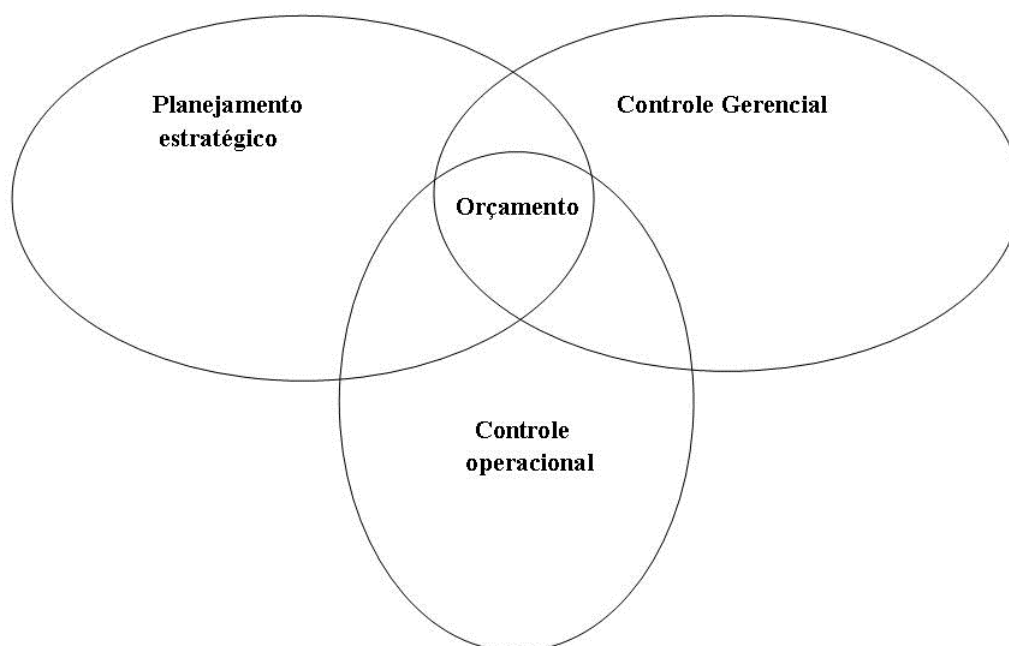 Planejamento
estratégico
Controle Gerencial
Orçamento
Controle
operacional